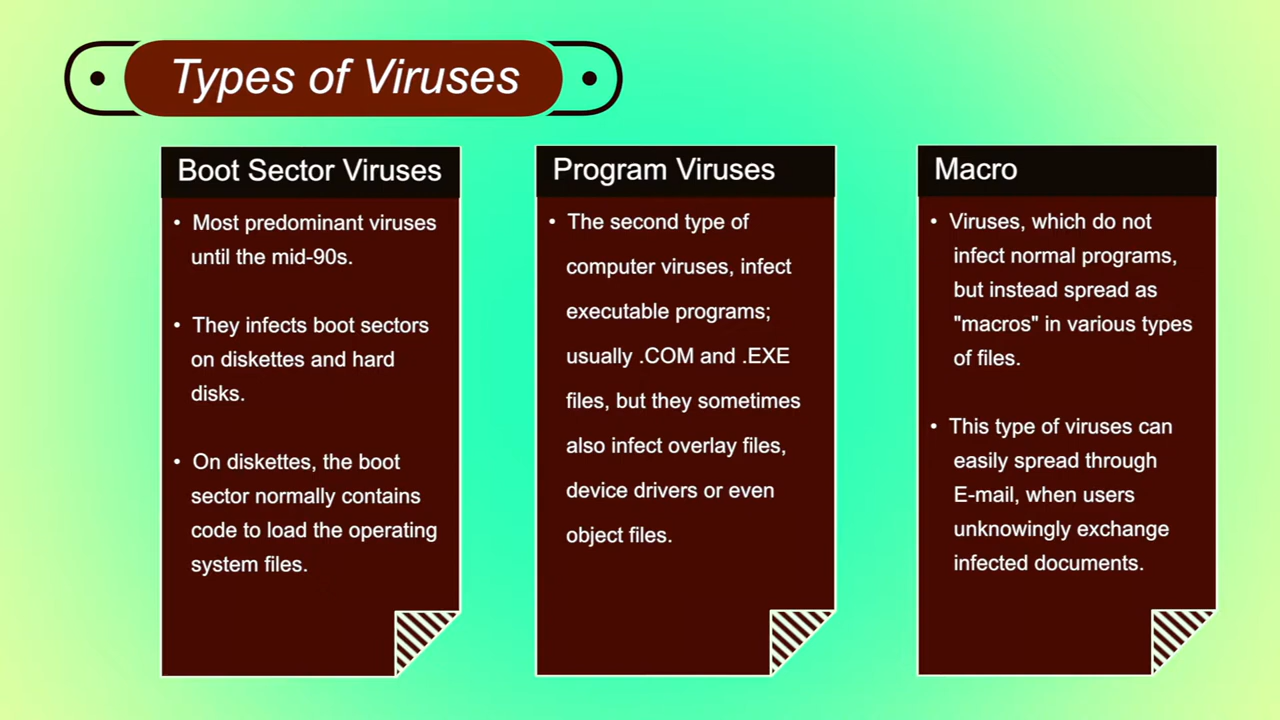 Types of Viruses
Boot Sector Viruses
• Most predominant viruses
until the mid-90s.
• They infects boot sectors
on diskettes and hard
disks.
• On diskettes, the boot
sector normally contains
code to load the operating
system files.
Program Viruses
• The second type of
computer viruses, infect
executable programs;
usually .COM and .EXE
files, but they sometimes
also infect overlay files,
device drivers or even
object files.
Macro
• Viruses, which do not
infect normal programs,
but instead spread as
"macros" in various types
of files.
• This type of viruses can
easily spread through
E-mail, when users
unknowingly exchange
infected documents.